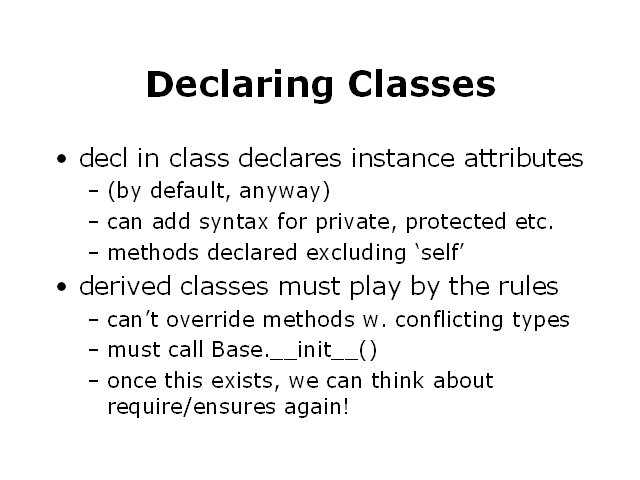 Declaring Classes
• decl in class declares instance attributes
– (by default, anyway)
– can add syntax for private, protected etc.
– methods declared excluding ‘self’
• derived classes must play by the rules
– can’t override methods w. conflicting types
– must call Base.__init__()
– once this exists, we can think about
require/ensures again!